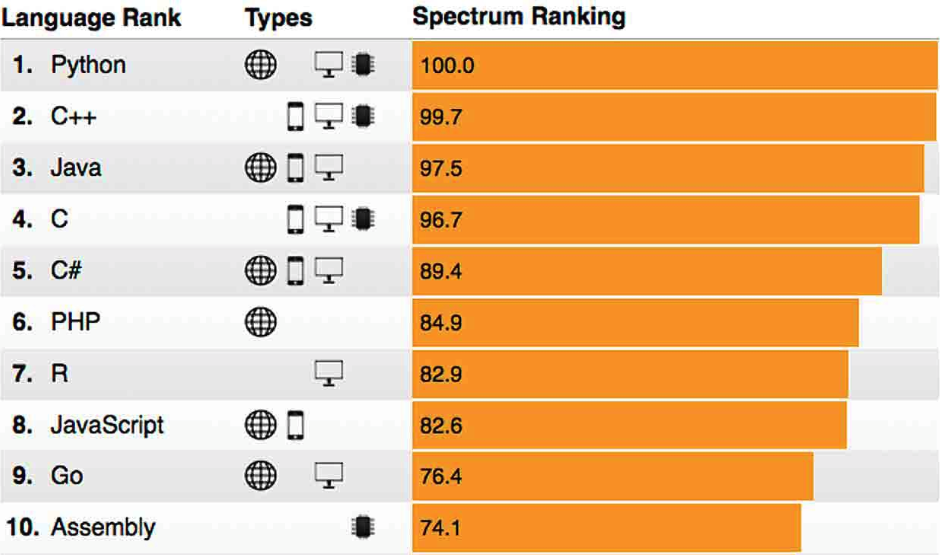 Language Rank Types Spectrum Ranking
1. Python 100.0
2. C++ 99.7
3. Java 97.5
4. C 96.7
5. C# 89.4
6. PHP 84.9
7. R 82.9
8. JavaScript 82.6
9. Go 76.4
10. Assembly 74.1